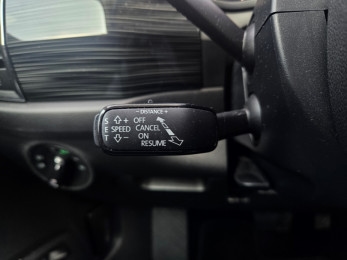 − DISTANCE +
S ⇧+ OFF
E SPEED CANCEL
T ⇩− ON
RESUME